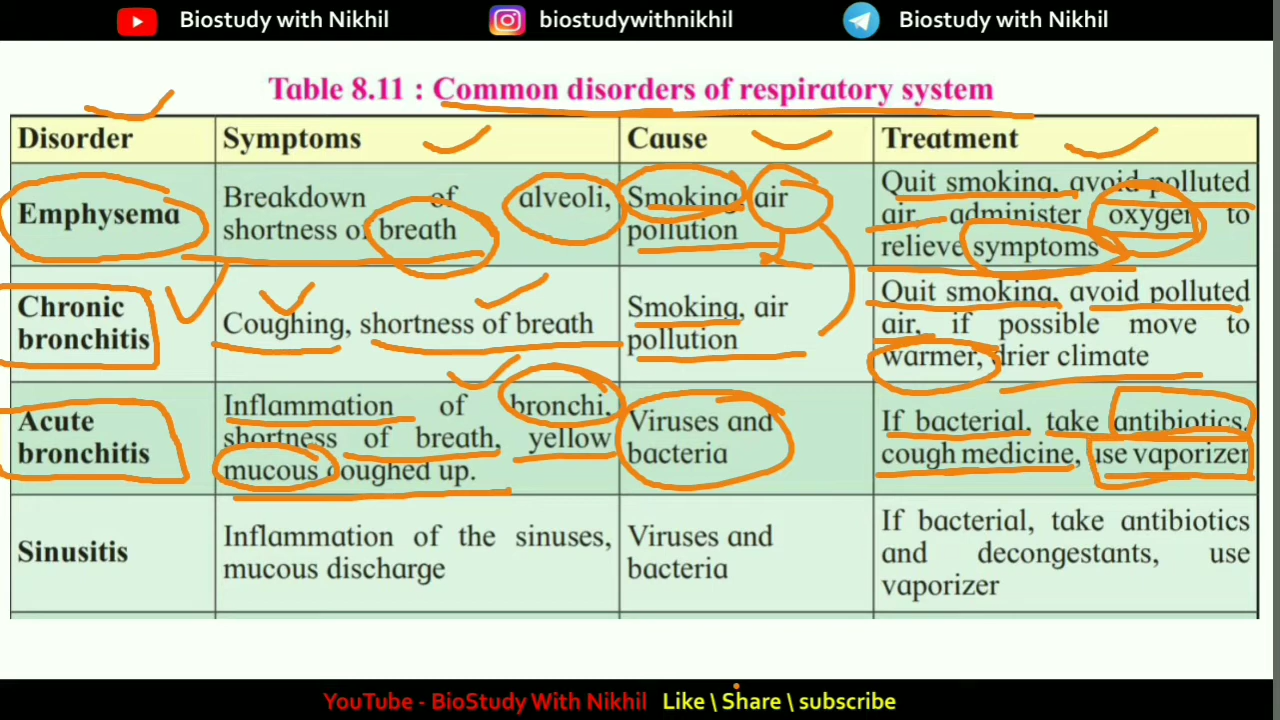 Biostudy with Nikhil biostudywithnikhil Biostudy with Nikhil
Table 8.11 : Common disorders of respiratory system
Disorder Symptoms Cause Treatment
Emphysema
Breakdown of alveoli,
shortness of breath
Smoking, air
pollution
Quit smoking, avoid polluted
air, administer oxygen to
relieve symptoms
Chronic
bronchitis
Coughing, shortness of breath
Smoking, air
pollution
Quit smoking, avoid polluted
air, if possible move to
warmer, drier climate
Acute
bronchitis
Inflammation of bronchi,
shortness of breath, yellow
mucous coughed up.
Viruses and
bacteria
If bacterial, take antibiotics,
cough medicine, use vaporizer
Sinusitis
Inflammation of the sinuses,
mucous discharge
Viruses and
bacteria
If bacterial, take antibiotics
and decongestants, use
vaporizer
YouTube - BioStudy With Nikhil Like \ Share \ subscribe